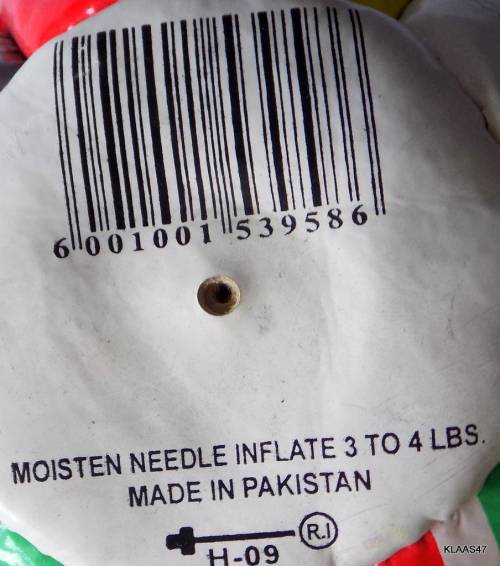 6 001001 539586
MOISTEN NEEDLE INFLATE 3 TO 4 LBS.
MADE IN PAKISTAN
R.I
H-09
KLAAS47